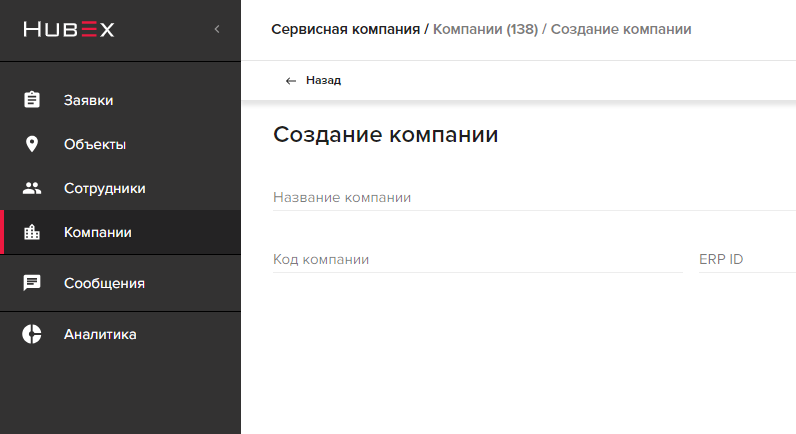 HUBEX
Сервисная компания / Компании (138) / Создание компании
Назад
Заявки
Объекты
Сотрудники
Компании
Сообщения
Аналитика
Создание компании
Название компании
Код компании
ERP ID